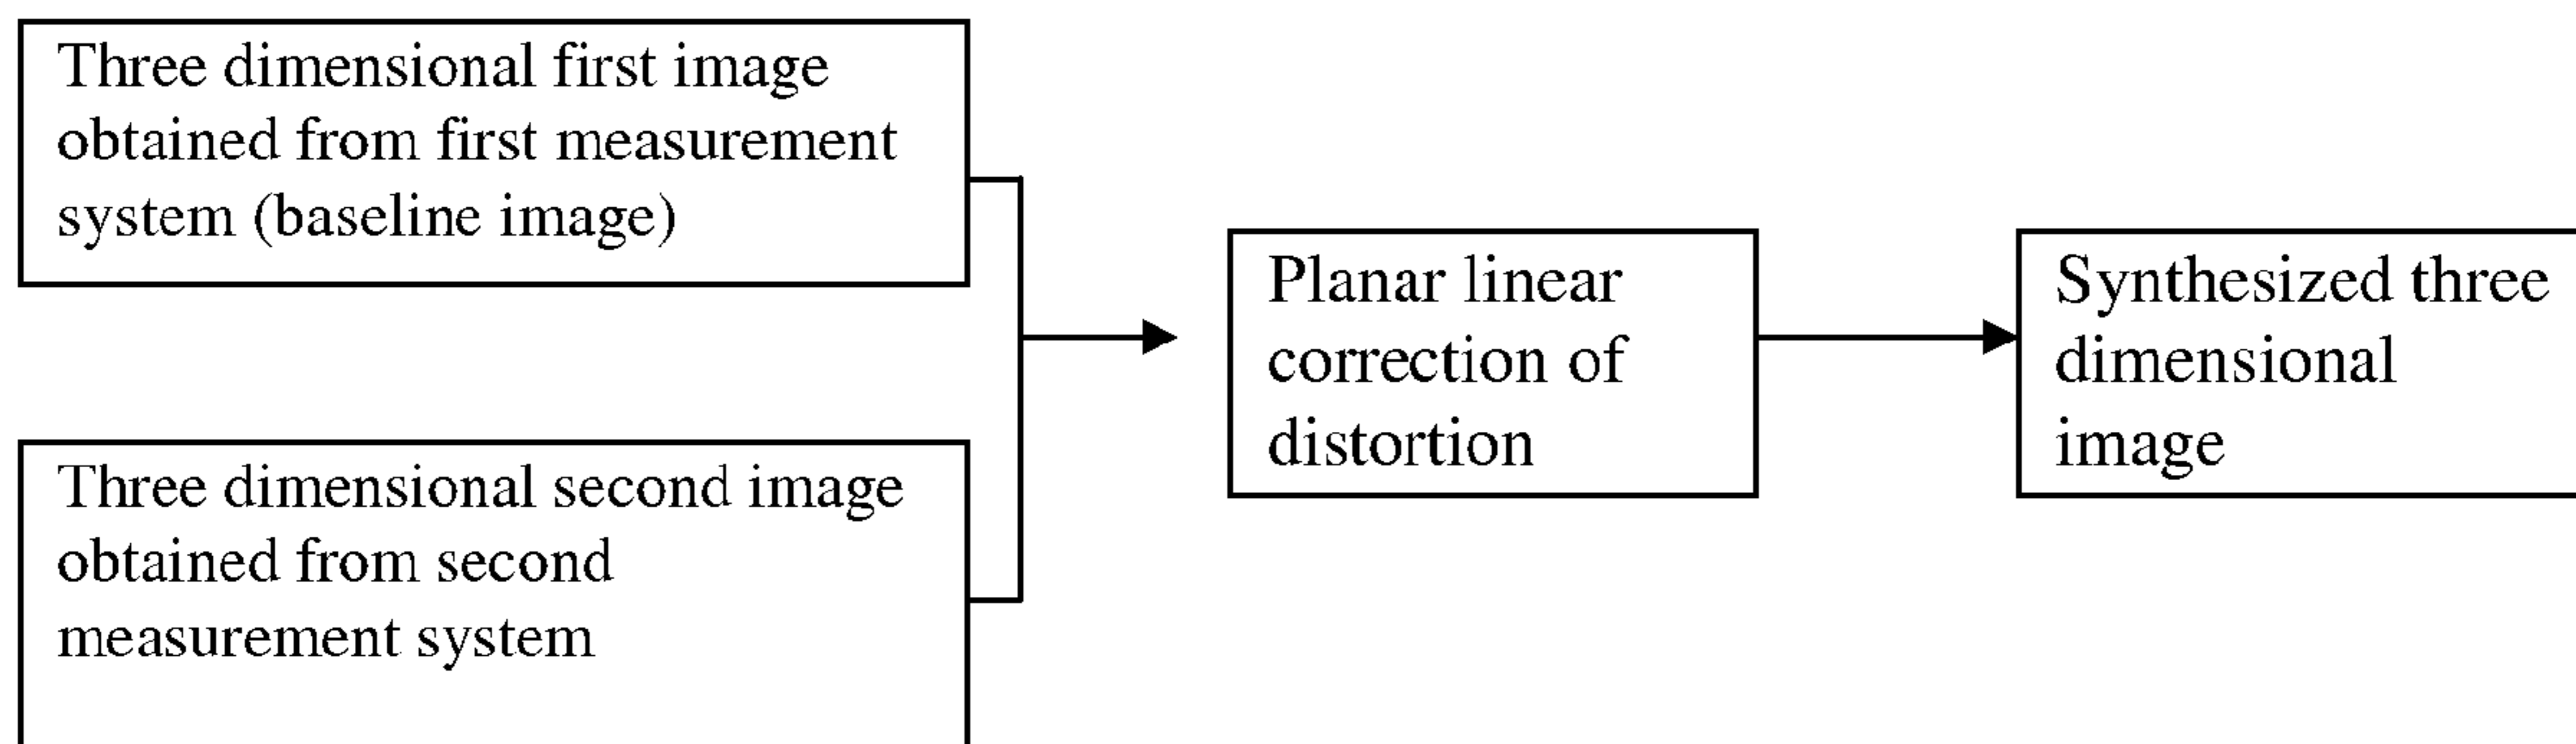 Three dimensional first image
obtained from first measurement
system (baseline image)
Three dimensional second image
obtained from second
measurement system
Planar linear
correction of
distortion
Synthesized three
dimensional
image